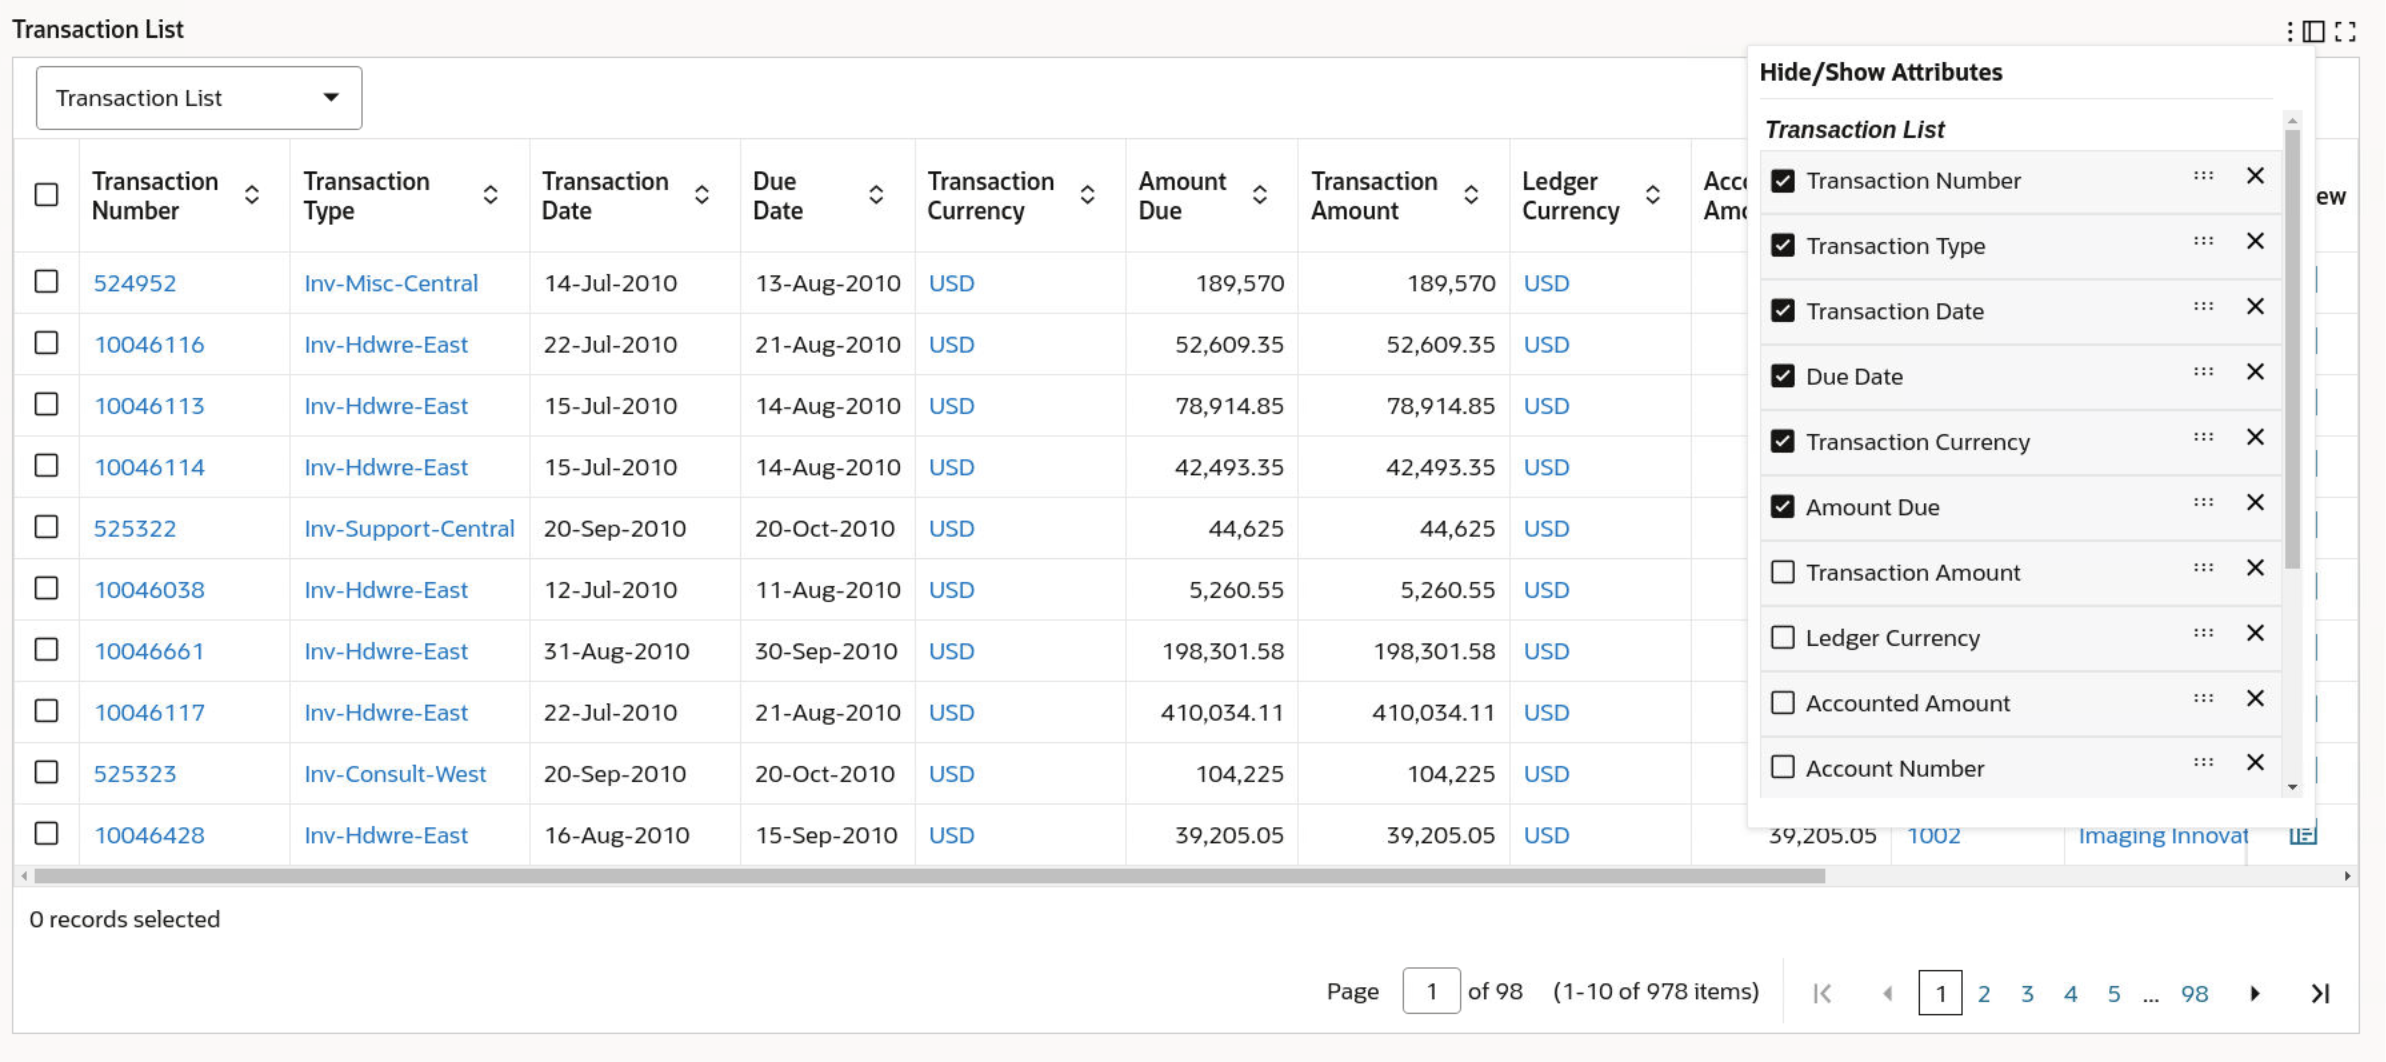 Transaction List
Transaction List
Transaction Number
Transaction Type
Transaction Date
Due Date
Transaction Currency
Amount Due
Transaction Amount
Ledger Currency
524952 Inv-Misc-Central 14-Jul-2010 13-Aug-2010 USD 189,570 189,570 USD
10046116 Inv-Hdwre-East 22-Jul-2010 21-Aug-2010 USD 52,609.35 52,609.35 USD
10046113 Inv-Hdwre-East 15-Jul-2010 14-Aug-2010 USD 78,914.85 78,914.85 USD
10046114 Inv-Hdwre-East 15-Jul-2010 14-Aug-2010 USD 42,493.35 42,493.35 USD
525322 Inv-Support-Central 20-Sep-2010 20-Oct-2010 USD 44,625 44,625 USD
10046038 Inv-Hdwre-East 12-Jul-2010 11-Aug-2010 USD 5,260.55 5,260.55 USD
10046661 Inv-Hdwre-East 31-Aug-2010 30-Sep-2010 USD 198,301.58 198,301.58 USD
10046117 Inv-Hdwre-East 22-Jul-2010 21-Aug-2010 USD 410,034.11 410,034.11 USD
525323 Inv-Consult-West 20-Sep-2010 20-Oct-2010 USD 104,225 104,225 USD
10046428 Inv-Hdwre-East 16-Aug-2010 15-Sep-2010 USD 39,205.05 39,205.05 USD 39,205.05 1002 Imaging Innovat
Hide/Show Attributes
Transaction List
Transaction Number
Transaction Type
Transaction Date
Due Date
Transaction Currency
Amount Due
Transaction Amount
Ledger Currency
Accounted Amount
Account Number
0 records selected
Page 1 of 98 (1-10 of 978 items) 1 2 3 4 5 ... 98